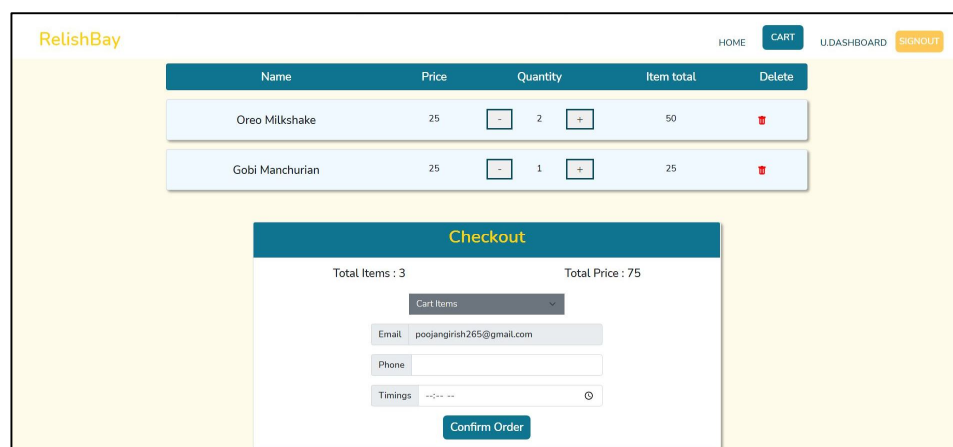 RelishBay HOME CART U.DASHBOARD SIGNOUT
Name Price Quantity Item total Delete
Oreo Milkshake 25 - 2 + 50
Gobi Manchurian 25 - 1 + 25
Checkout
Total Items : 3 Total Price : 75
Cart Items
Email poojangirish265@gmail.com
Phone
Timings --:-- --
Confirm Order